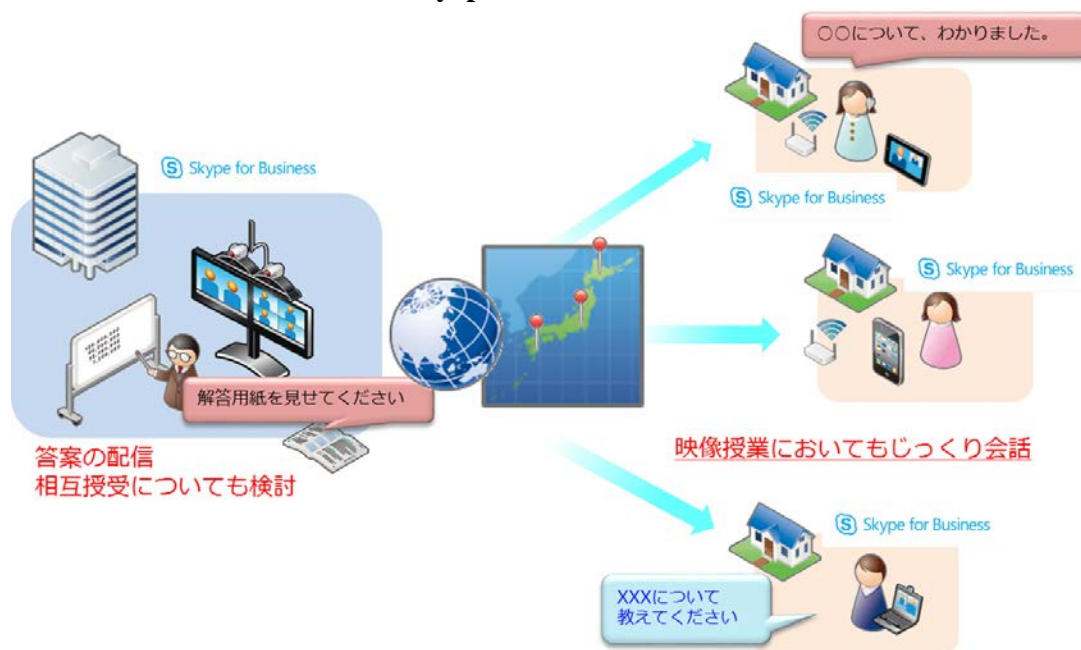 ○○について、わかりました。
Skype for Business
Skype for Business
Skype for Business
解答用紙を見せてください
答案の配信
相互授受についても検討
映像授業においてもじっくり会話
Skype for Business
XXXについて
教えてください